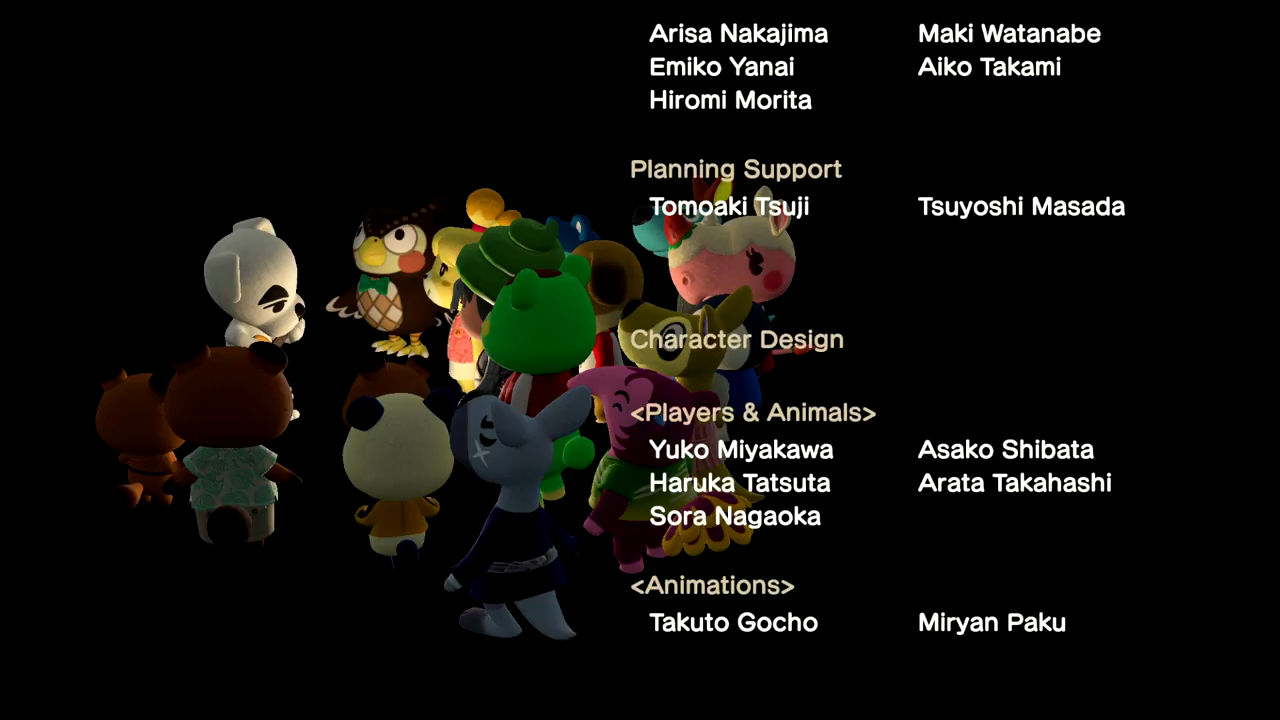 Arisa Nakajima Maki Watanabe
Emiko Yanai Aiko Takami
Hiromi Morita
Planning Support
Tomoaki Tsuji Tsuyoshi Masada
Character Design
<Players & Animals>
Yuko Miyakawa Asako Shibata
Haruka Tatsuta Arata Takahashi
Sora Nagaoka
<Animations>
Takuto Gocho Miryan Paku